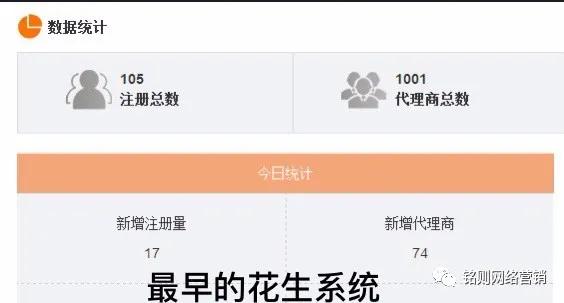 数据统计
105
注册总数
1001
代理商总数
今日统计
新增注册量
新增代理商
17
74
最早的花生系统
铭则网络营销